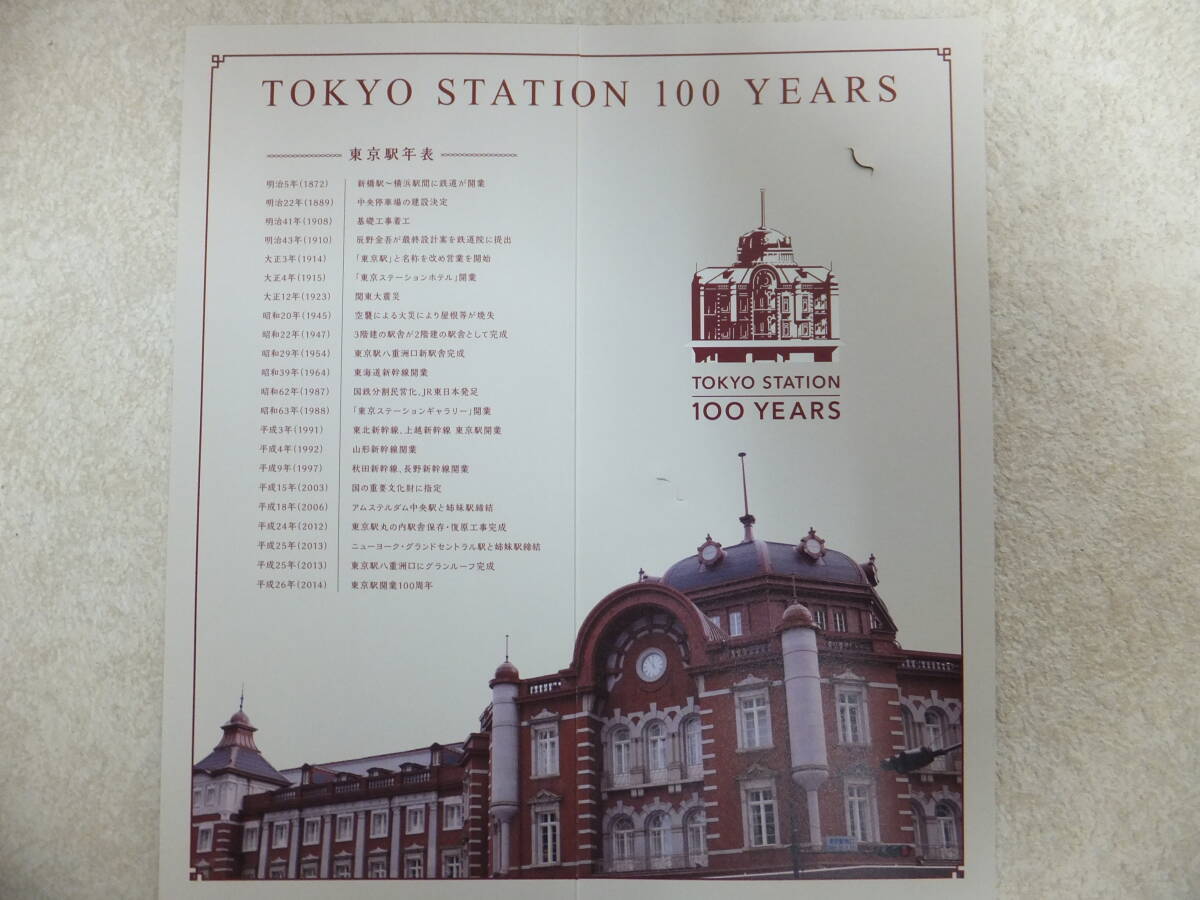 TOKYO STATION 100 YEARS
東京駅年表
明治5年(1872) 新橋駅〜横浜駅間に鉄道が開業
明治22年(1889) 中央停車場の建設決定
明治41年(1908) 基礎工事着工
明治43年(1910) 辰野金吾が最終設計案を鉄道院に提出
大正3年(1914) 「東京駅」と名称を改め営業を開始
大正4年(1915) 「東京ステーションホテル」開業
大正12年(1923) 関東大震災
昭和20年(1945) 空襲による火災により屋根等が焼失
昭和22年(1947) 3階建の駅舎が2階建の駅舎として完成
昭和29年(1954) 東京駅八重洲口新駅舎完成
昭和39年(1964) 東海道新幹線開業
昭和62年(1987) 国鉄分割民営化、JR東日本発足
昭和63年(1988) 「東京ステーションギャラリー」開業
平成3年(1991) 東北新幹線、上越新幹線 東京駅開業
平成4年(1992) 山形新幹線開業
平成9年(1997) 秋田新幹線、長野新幹線開業
平成15年(2003) 国の重要文化財に指定
平成18年(2006) アムステルダム中央駅と姉妹駅締結
平成24年(2012) 東京駅丸の内駅舎保存・復原工事完成
平成25年(2013) ニューヨーク・グランドセントラル駅と姉妹駅締結
平成25年(2013) 東京駅八重洲口にグランルーフ完成
平成26年(2014) 東京駅開業100周年
TOKYO STATION
100 YEARS